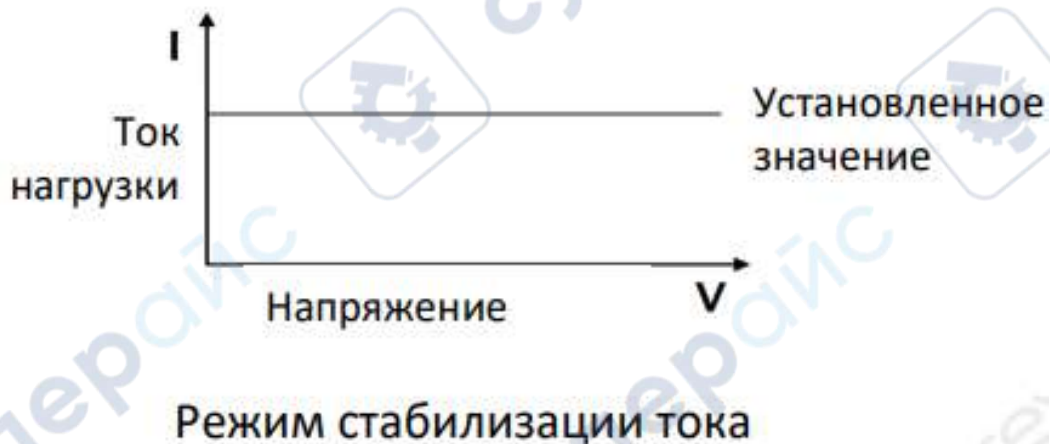 I
Ток
нагрузки
Установленное
значение
Напряжение
V
Режим стабилизации тока